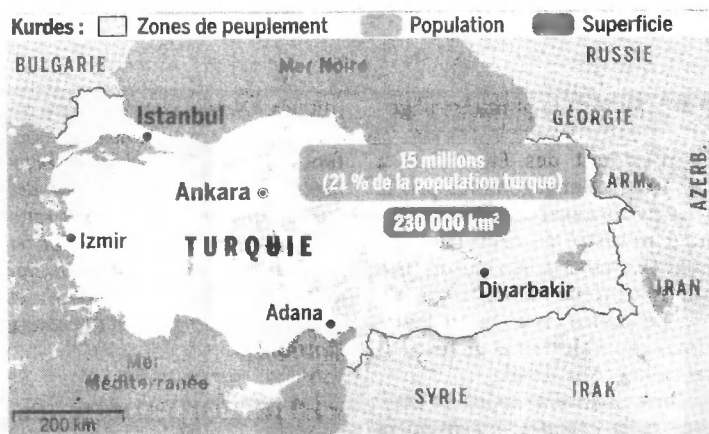 Kurdes : Zones de peuplement Population Superficie
BULGARIE
Mer Noire
RUSSIE
Istanbul
GÉORGIE
15 millions
(21 % de la population turque)
ARM.
AZERB.
Ankara
230 000 km²
Izmir
TURQUIE
Diyarbakir
IRAN
Adana
Mer
Méditerranée
SYRIE
IRAK
200 km